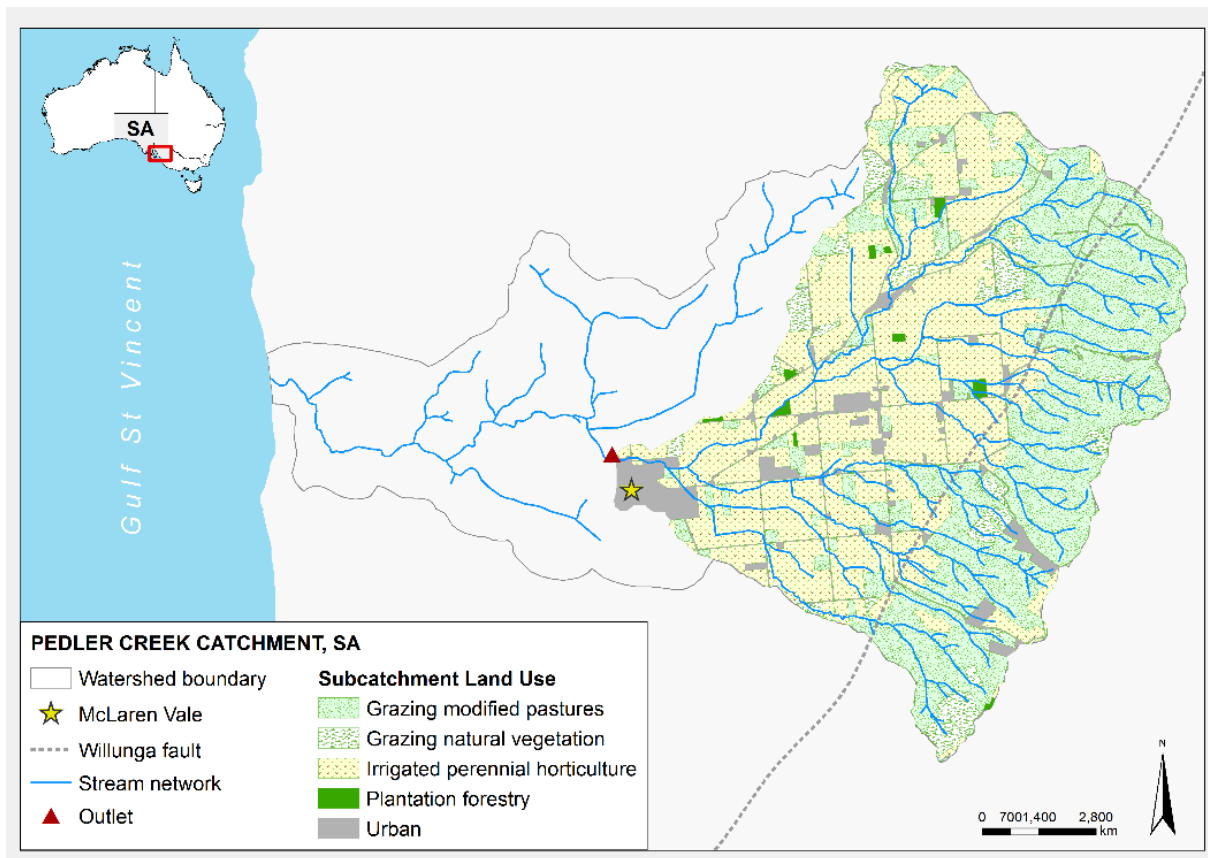 SA
Gulf St Vincent
PEDLER CREEK CATCHMENT, SA
Watershed boundary
McLaren Vale
Willunga fault
Stream network
Outlet
Subcatchment Land Use
Grazing modified pastures
Grazing natural vegetation
Irrigated perennial horticulture
Plantation forestry
Urban
N
0 7001,400 2,800
km